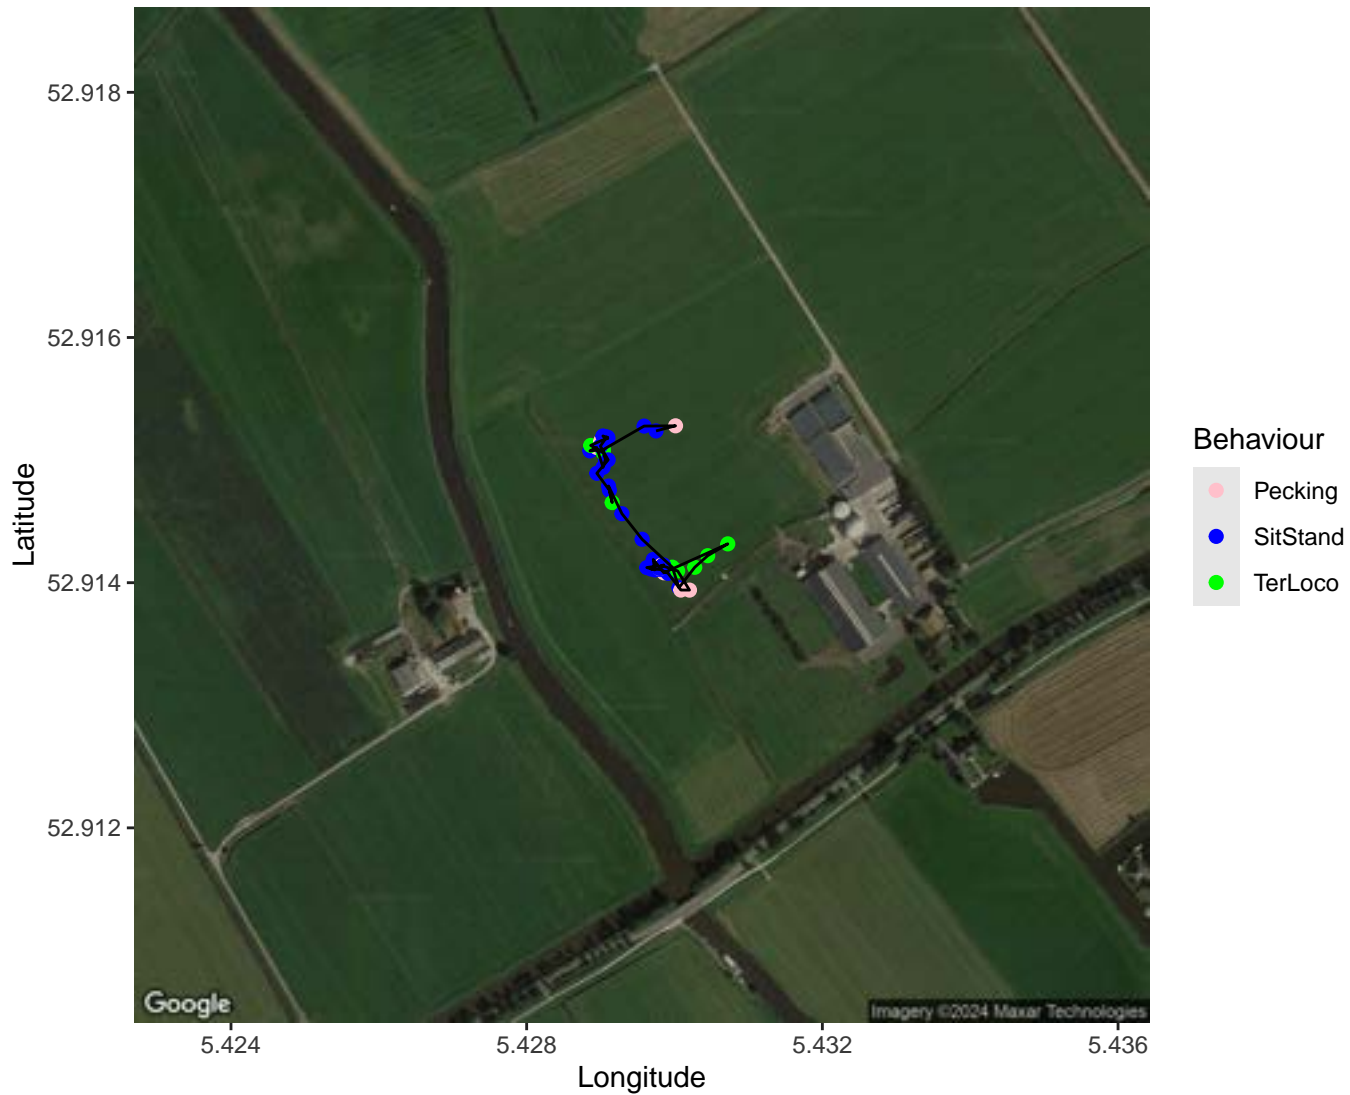 52.918
52.916
52.914
52.912
Latitude
5.424
5.428
5.432
5.436
Longitude
Behaviour
Pecking
SitStand
TerLoco
Google
Imagery ©2024 Maxar Technologies